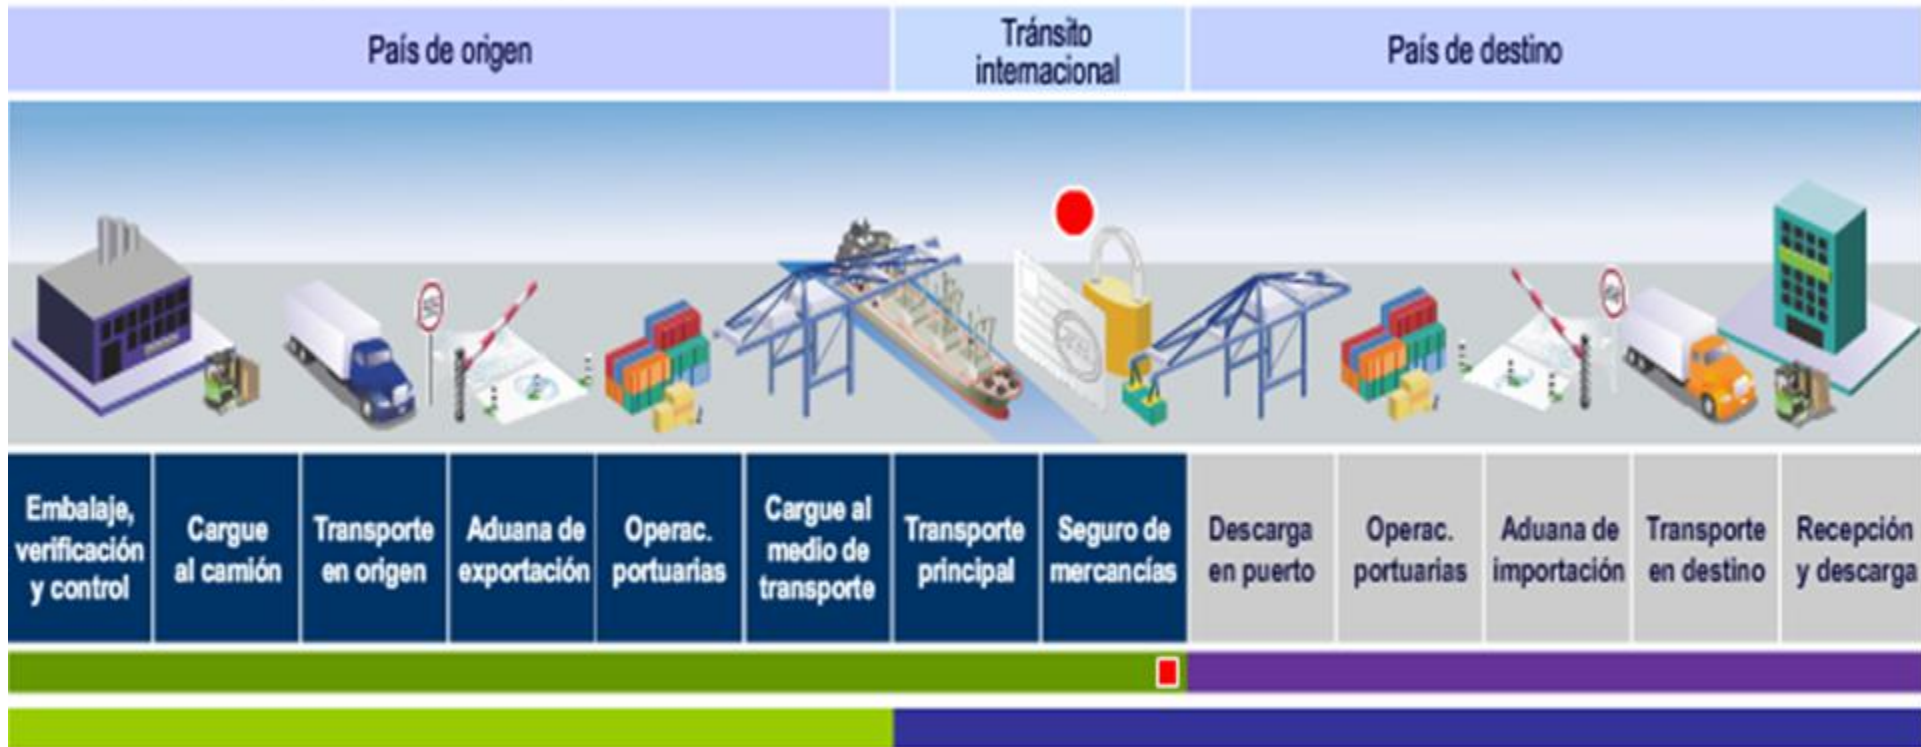 País de origen
Tránsito
internacional
País de destino
Embalaje,
verificación
y control
Cargue
al camión
Transporte
en origen
Aduana de
exportación
Operac.
portuarias
Cargue al
medio de
transporte
Transporte
principal
Seguro de
mercancías
Descarga
en puerto
Operac.
portuarias
Aduana de
importación
Transporte
en destino
Recepción
y descarga